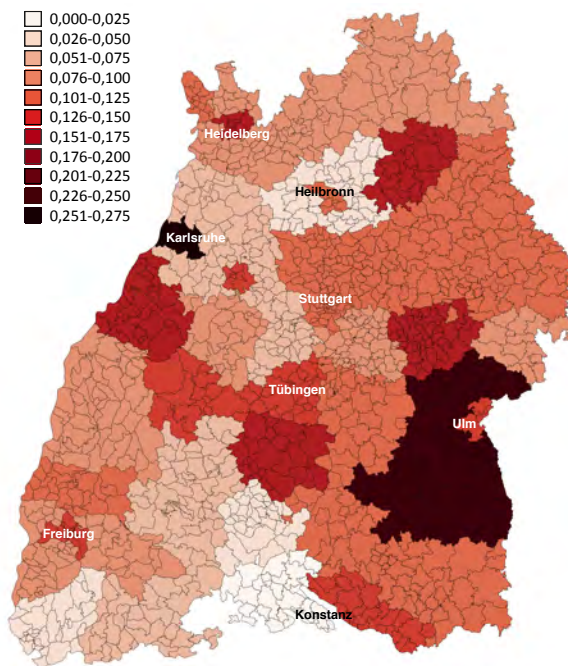 0,000-0,025
0,026-0,050
0,051-0,075
0,076-0,100
0,101-0,125
0,126-0,150
0,151-0,175
0,176-0,200
0,201-0,225
0,226-0,250
0,251-0,275
Heidelberg
Heilbronn
Karlsruhe
Stuttgart
Tübingen
Ulm
Freiburg
Konstanz